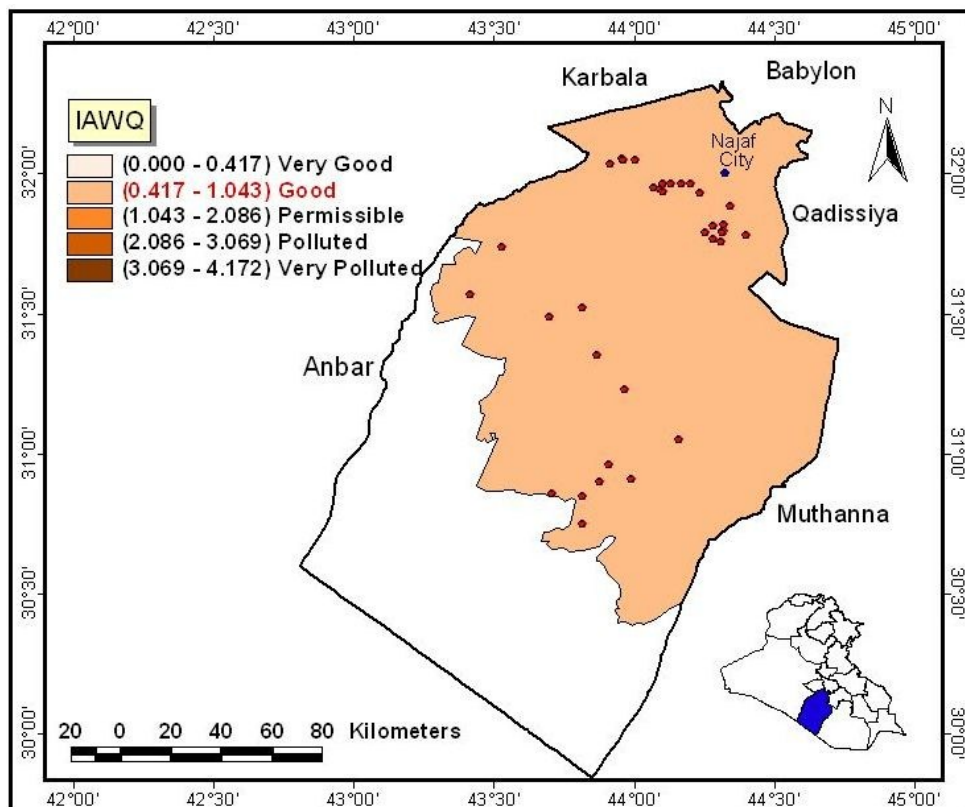 42°00' 42°30' 43°00' 43°30' 44°00' 44°30' 45°00'
Karbala
Babylon
IAWQ
N
Najaf
City
(0.000 - 0.417) Very Good
(0.417 - 1.043) Good
(1.043 - 2.086) Permissible
(2.086 - 3.069) Polluted
(3.069 - 4.172) Very Polluted
Qadissiya
Anbar
Muthanna
32°00'
31°30'
31°00'
30°30'
30°00'
32°00'
31°30'
31°00'
30°30'
30°00'
20 0 20 40 60 80 Kilometers
42°00' 42°30' 43°00' 43°30' 44°00' 44°30' 45°00'